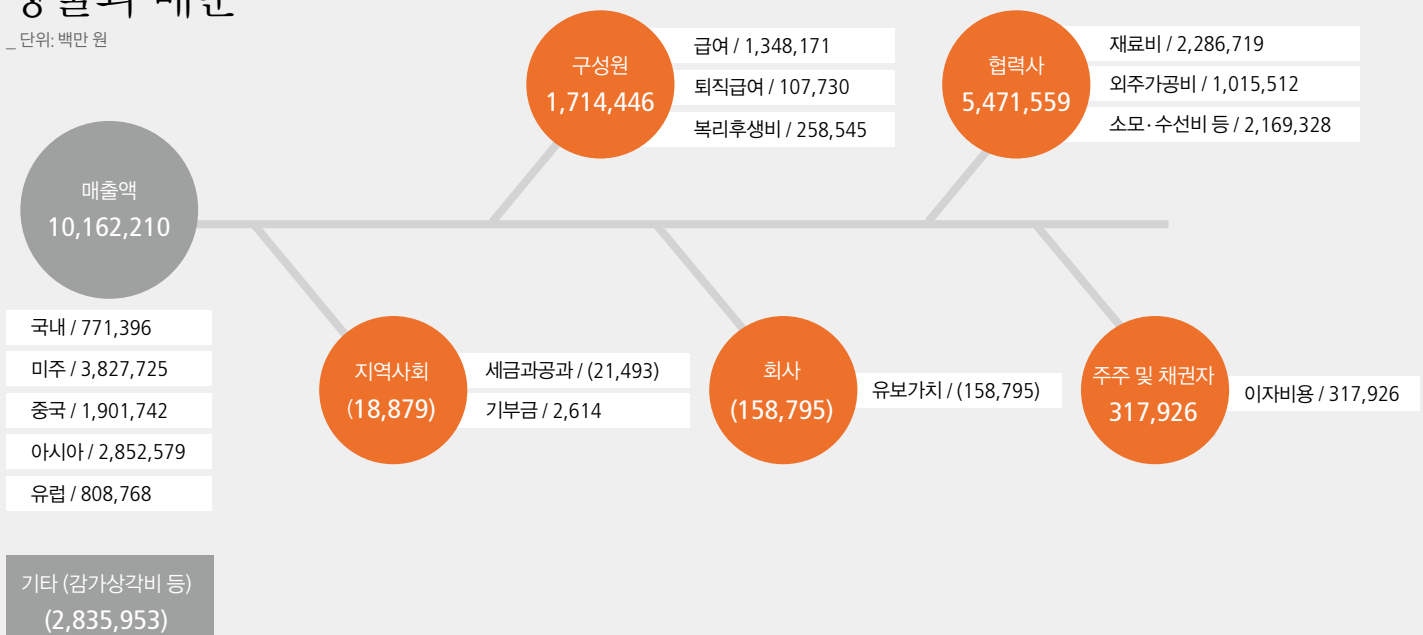 _ 단위: 백만 원
구성원
1,714,446
급여 / 1,348,171
퇴직급여 / 107,730
복리후생비 / 258,545
협력사
5,471,559
재료비 / 2,286,719
외주가공비 / 1,015,512
소모·수선비 등 / 2,169,328
매출액
10,162,210
국내 / 771,396
미주 / 3,827,725
중국 / 1,901,742
아시아 / 2,852,579
유럽 / 808,768
지역사회
(18,879)
세금과공과 / (21,493)
기부금 / 2,614
회사
(158,795)
유보가치 / (158,795)
주주 및 채권자
317,926
이자비용 / 317,926
기타 (감가상각비 등)
(2,835,953)